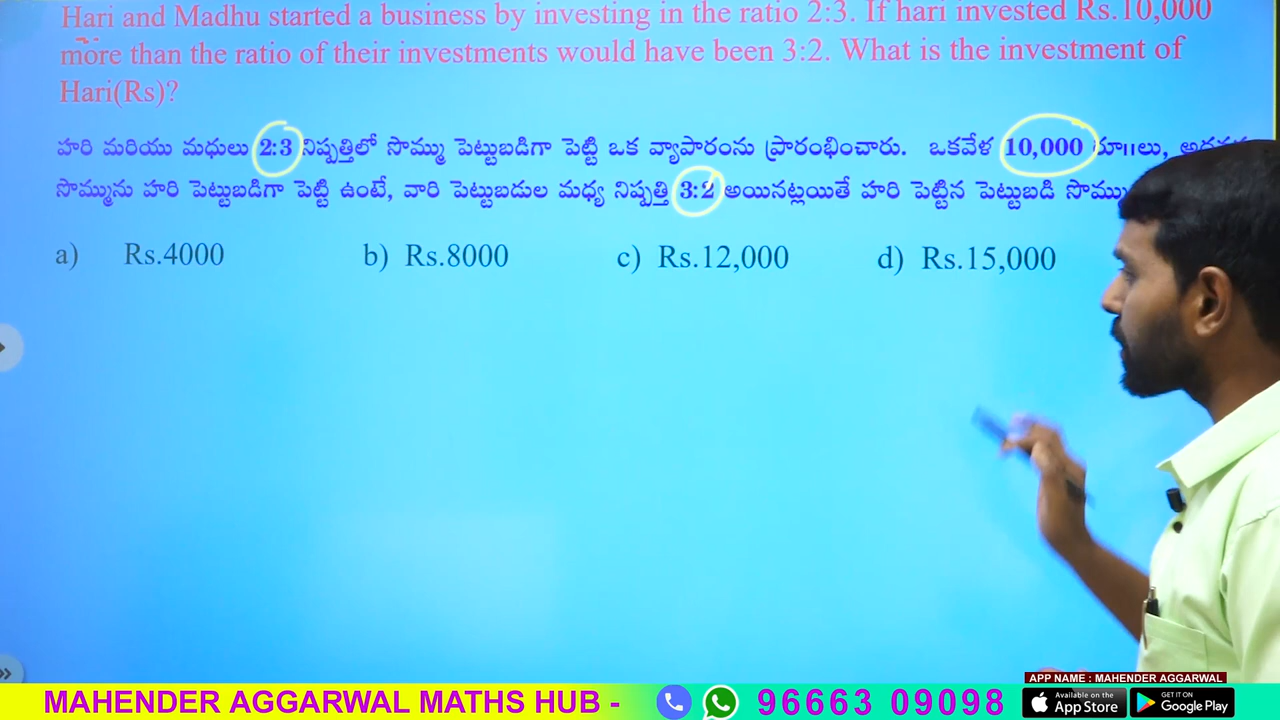 Hari and Madhu started a business by investing in the ratio 2:3. If hari invested Rs.10,000
more than the ratio of their investments would have been 3:2. What is the investment of
Hari(Rs)?
హరి మరియు మధులు 2:3 నిష్పత్తిలో సొమ్ము పెట్టుబడిగా పెట్టి ఒక వ్యాపారంను ప్రారంభించారు. ఒకవేళ 10,000 రూ౹౹లు,
సొమ్మును హరి పెట్టుబడిగా పెట్టి ఉంటే, వారి పెట్టుబడుల మధ్య నిష్పత్తి 3:2 అయినట్లయితే హరి పెట్టిన పెట్టుబడి
a) Rs.4000 b) Rs.8000 c) Rs.12,000 d) Rs.15,000
APP NAME : MAHENDER AGGARWAL
MAHENDER AGGARWAL MATHS HUB - 96663 09098
Available on the App Store
GET IT ON Google Play